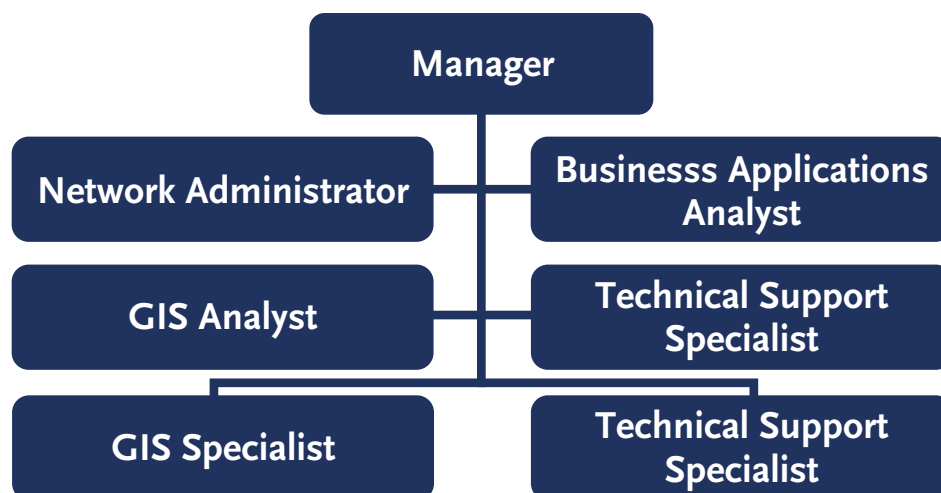 Manager
Network Administrator
Businesss Applications
Analyst
GIS Analyst
Technical Support
Specialist
GIS Specialist
Technical Support
Specialist